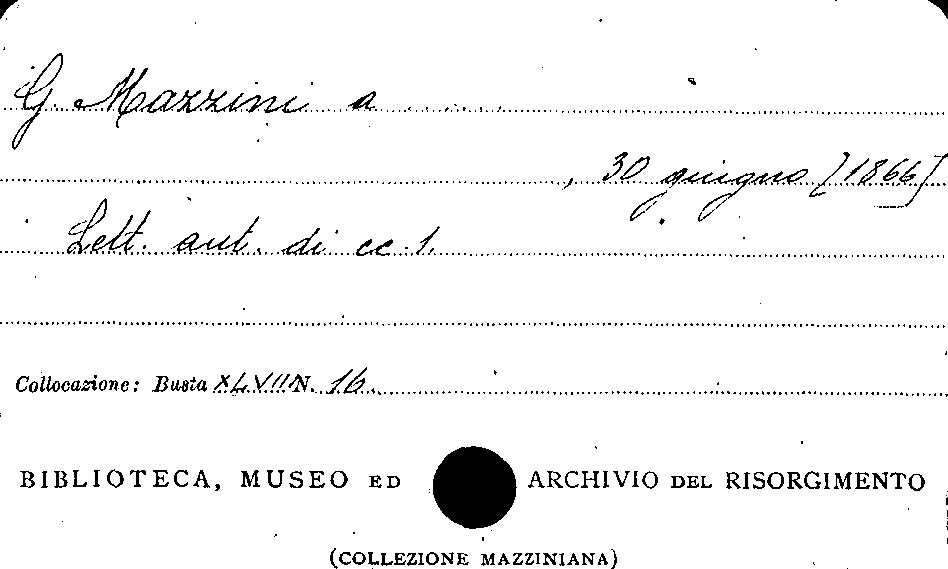 G. Mazzini a . . . . .
, 30 giugno [1866]
Lett. aut. di cc. 1.
Collocazione: Busta XLVII N. 16.
BIBLIOTECA, MUSEO ED ARCHIVIO DEL RISORGIMENTO
(COLLEZIONE MAZZINIANA)